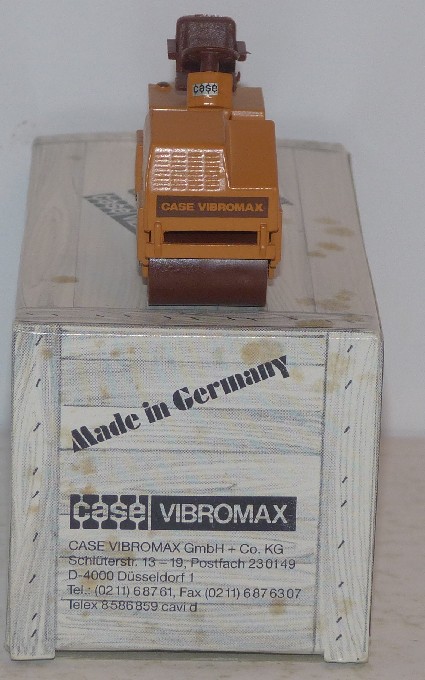 case
CASE VIBROMAX
case
Made in Germany
case VIBROMAX
CASE VIBROMAX GmbH + Co. KG
Schlüterstr. 13 – 19, Postfach 230149
D-4000 Düsseldorf 1
Tel.: (0211) 68761, Fax (0211) 6876307
Telex 8586859 cavi d